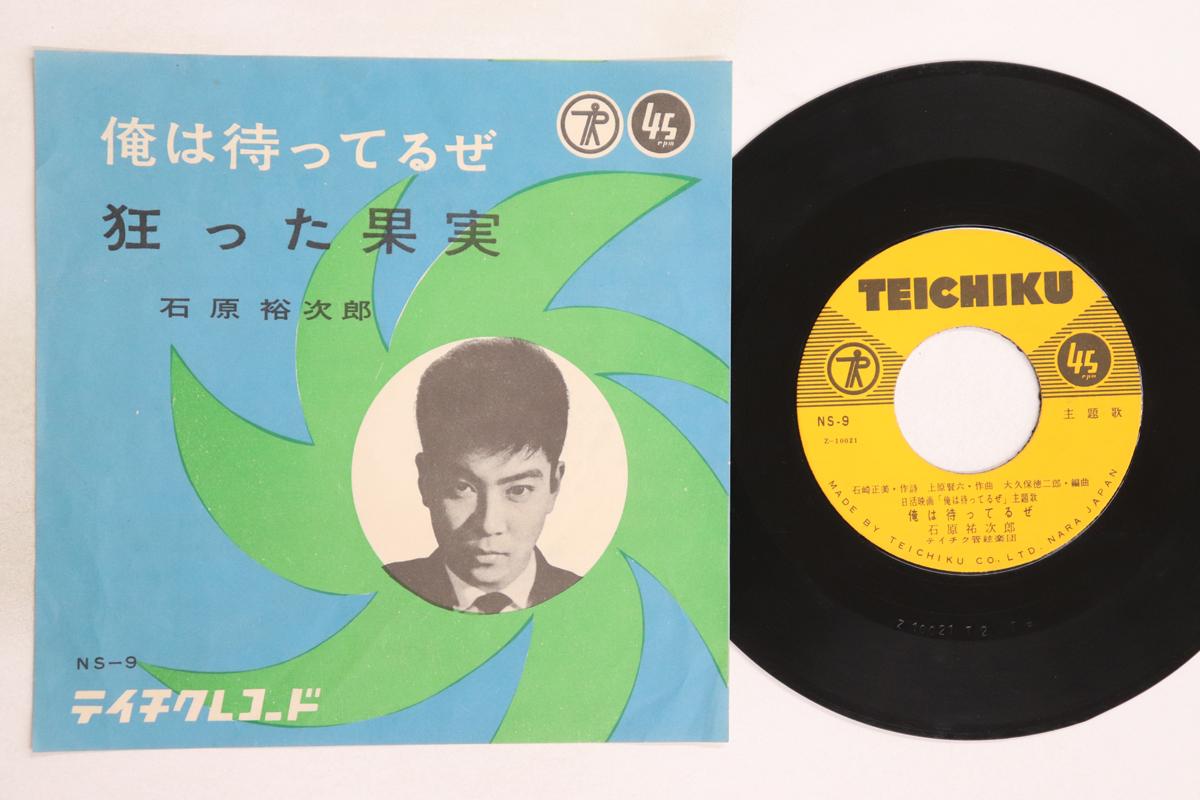 俺は待ってるぜ
狂った果実
石原裕次郎
45
rpm
NS-9
テイチクレコード
TEICHIKU
45
rpm
NS-9
主題歌
Z-10021
石崎正美・作詩 上原賢六・作曲 大久保徳二郎・編曲
日活映画「俺は待ってるぜ」主題歌
俺は待ってるぜ
石原裕次郎
テイチク管絃楽団
MADE BY TEICHIKU CO. LTD. NARA JAPAN
Z 10021